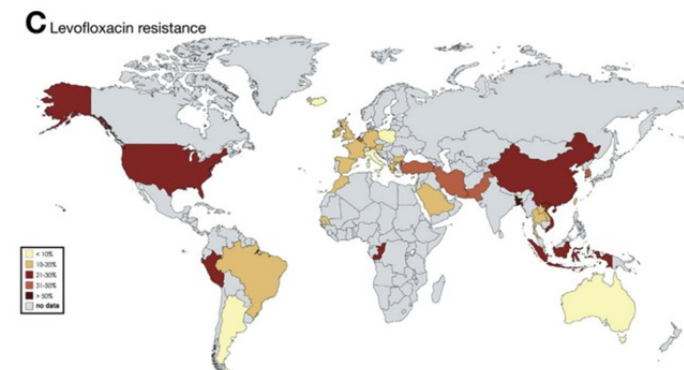 C Levofloxacin resistance
< 10%
10-20%
21-30%
31-50%
> 50%
no data